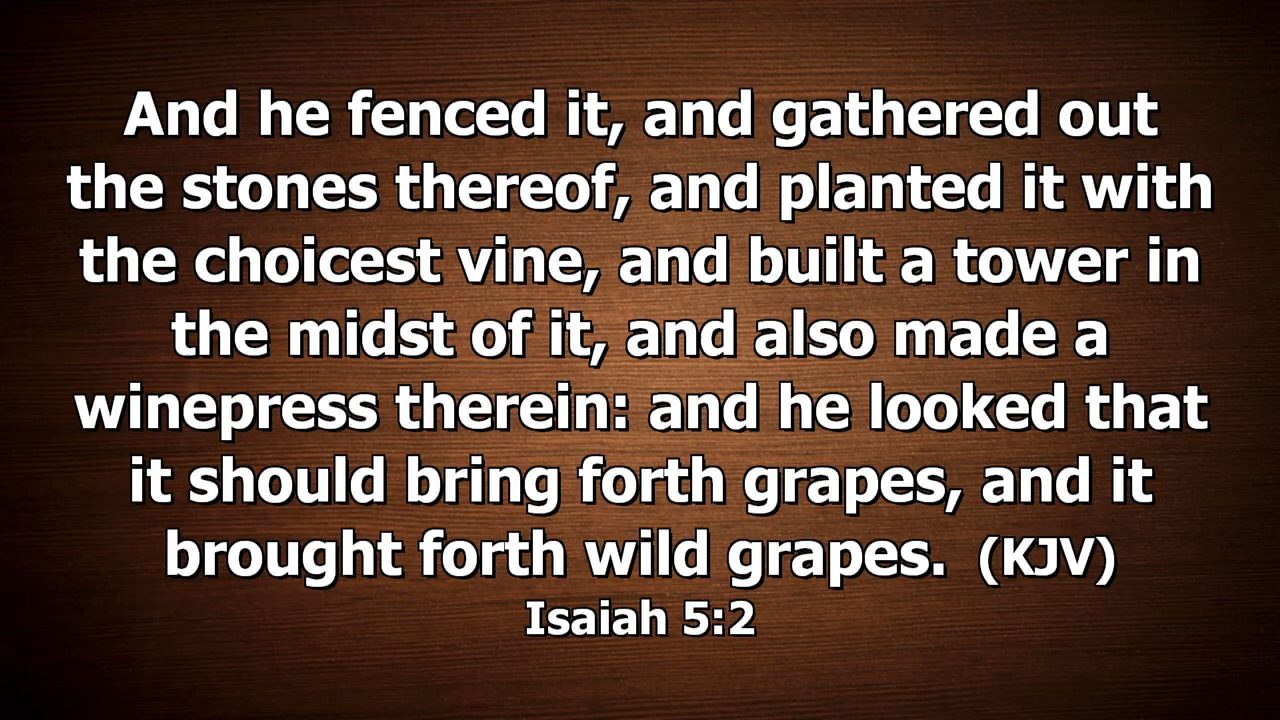 And he fenced it, and gathered out
the stones thereof, and planted it with
the choicest vine, and built a tower in
the midst of it, and also made a
winepress therein: and he looked that
it should bring forth grapes, and it
brought forth wild grapes. (KJV)
Isaiah 5:2